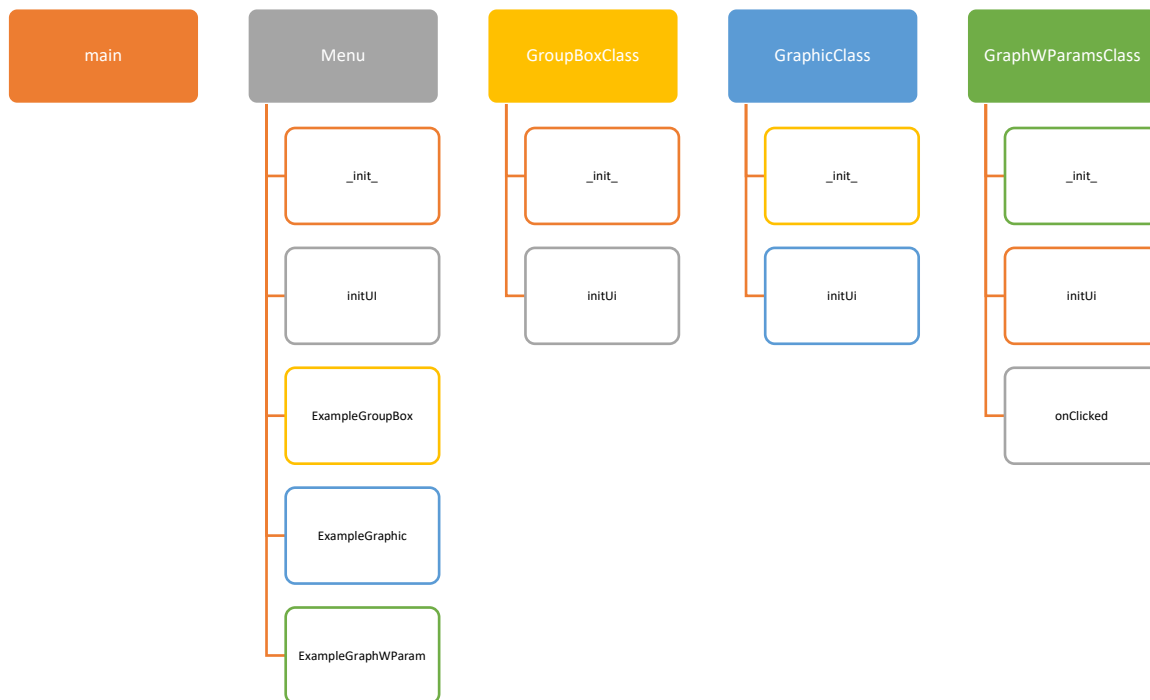 main
Menu
GroupBoxClass
GraphicClass
GraphWParamsClass
_init_
_init_
_init_
_init_
initUI
initUi
initUi
initUi
ExampleGroupBox
onClicked
ExampleGraphic
ExampleGraphWParam